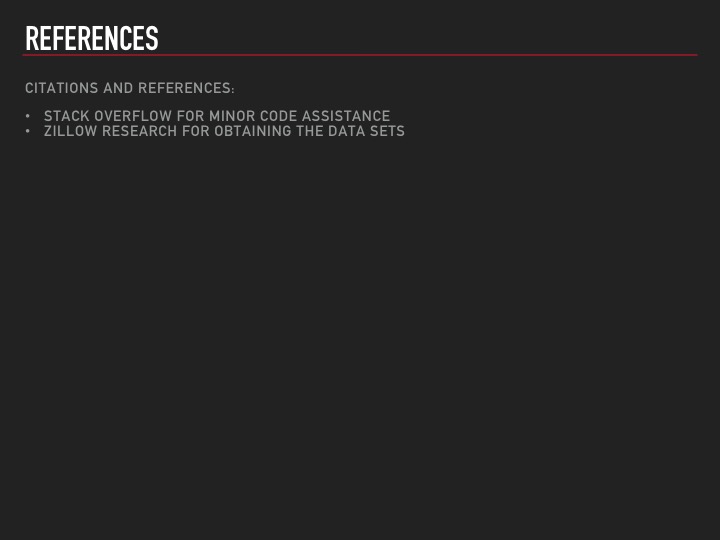 REFERENCES
CITATIONS AND REFERENCES:
• STACK OVERFLOW FOR MINOR CODE ASSISTANCE
• ZILLOW RESEARCH FOR OBTAINING THE DATA SETS